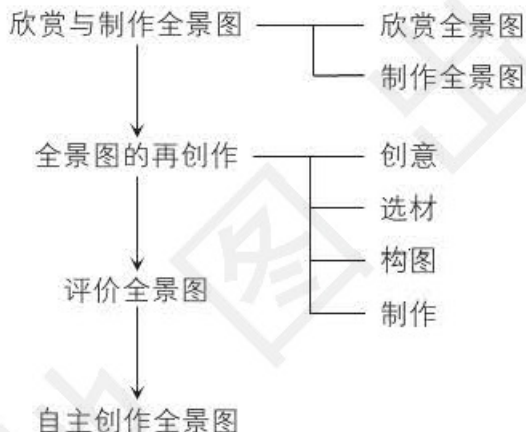 欣赏与制作全景图
欣赏全景图
制作全景图
全景图的再创作
创意
选材
构图
制作
评价全景图
自主创作全景图